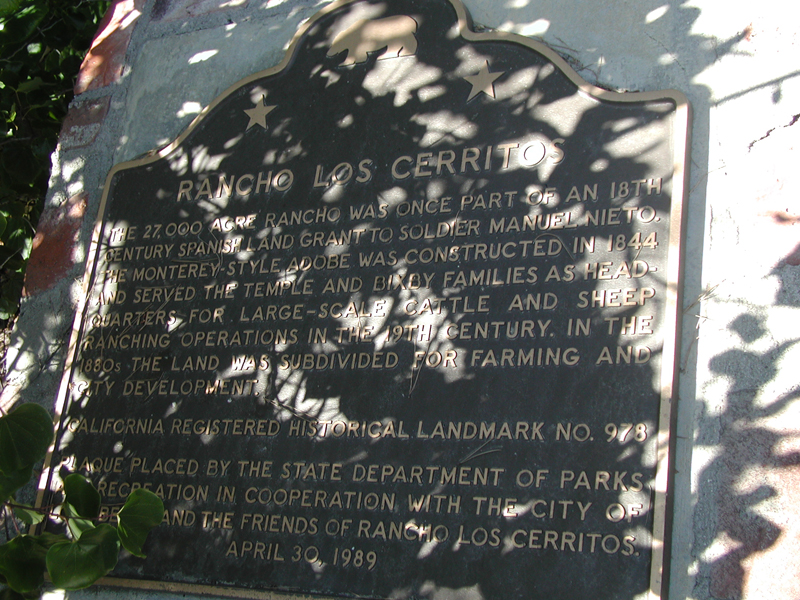 RANCHO LOS CERRITOS
THE 27,000 ACRE RANCHO WAS ONCE PART OF AN 18TH
CENTURY SPANISH LAND GRANT TO SOLDIER MANUEL NIETO.
THE MONTEREY-STYLE ADOBE WAS CONSTRUCTED IN 1844
AND SERVED THE TEMPLE AND BIXBY FAMILIES AS HEAD-
QUARTERS FOR LARGE-SCALE CATTLE AND SHEEP
RANCHING OPERATIONS IN THE 19TH CENTURY. IN THE
1880s THE LAND WAS SUBDIVIDED FOR FARMING AND
CITY DEVELOPMENT.
CALIFORNIA REGISTERED HISTORICAL LANDMARK NO. 978
LAQUE PLACED BY THE STATE DEPARTMENT OF PARKS
RECREATION IN COOPERATION WITH THE CITY OF
BE AND THE FRIENDS OF RANCHO LOS CERRITOS.
APRIL 30, 1989